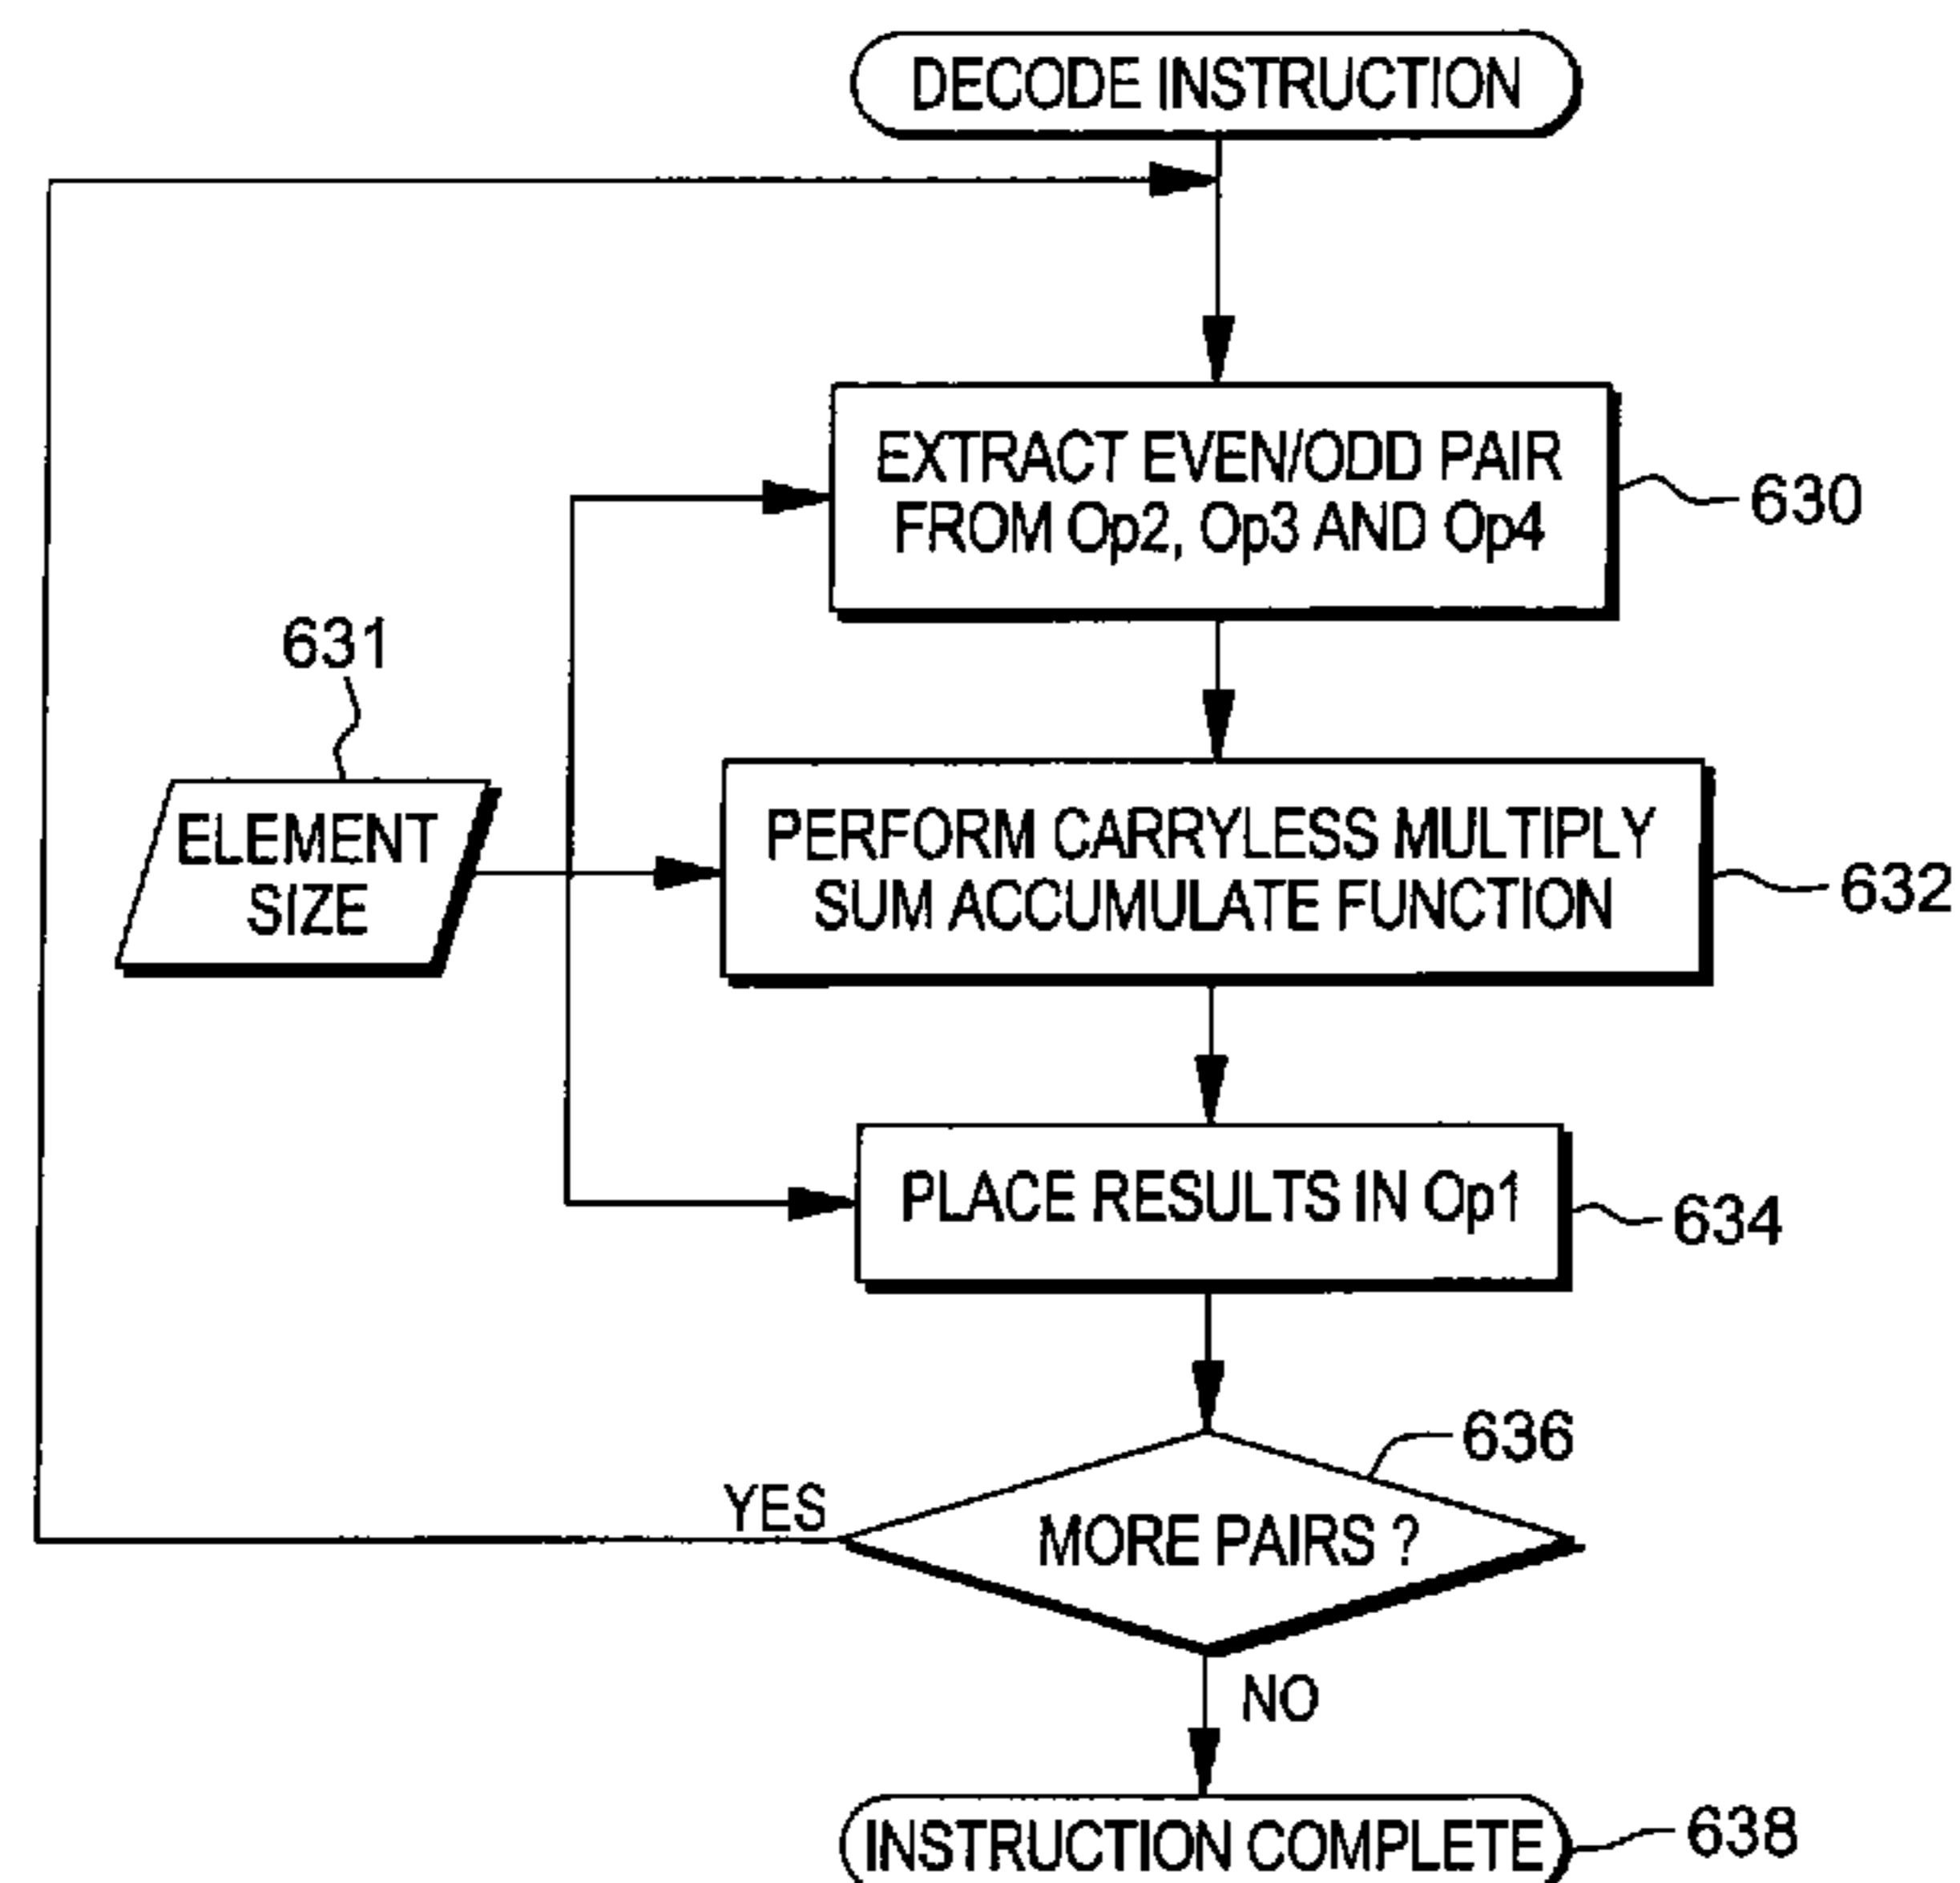 DECODE INSTRUCTION
EXTRACT EVEN/ODD PAIR
FROM Op2, Op3 AND Op4
630
631
ELEMENT
SIZE
PERFORM CARRYLESS MULTIPLY
SUM ACCUMULATE FUNCTION
632
PLACE RESULTS IN Op1
634
636
YES
MORE PAIRS ?
NO
INSTRUCTION COMPLETE
638